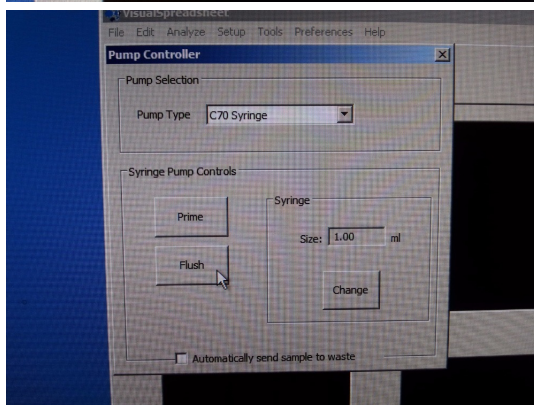 VisualSpreadsheet
File Edit Analyze Setup Tools Preferences Help
Pump Controller
Pump Selection
Pump Type C70 Syringe
Syringe Pump Controls
Syringe
Prime
Size: 1.00 ml
Flush
Change
Automatically send sample to waste